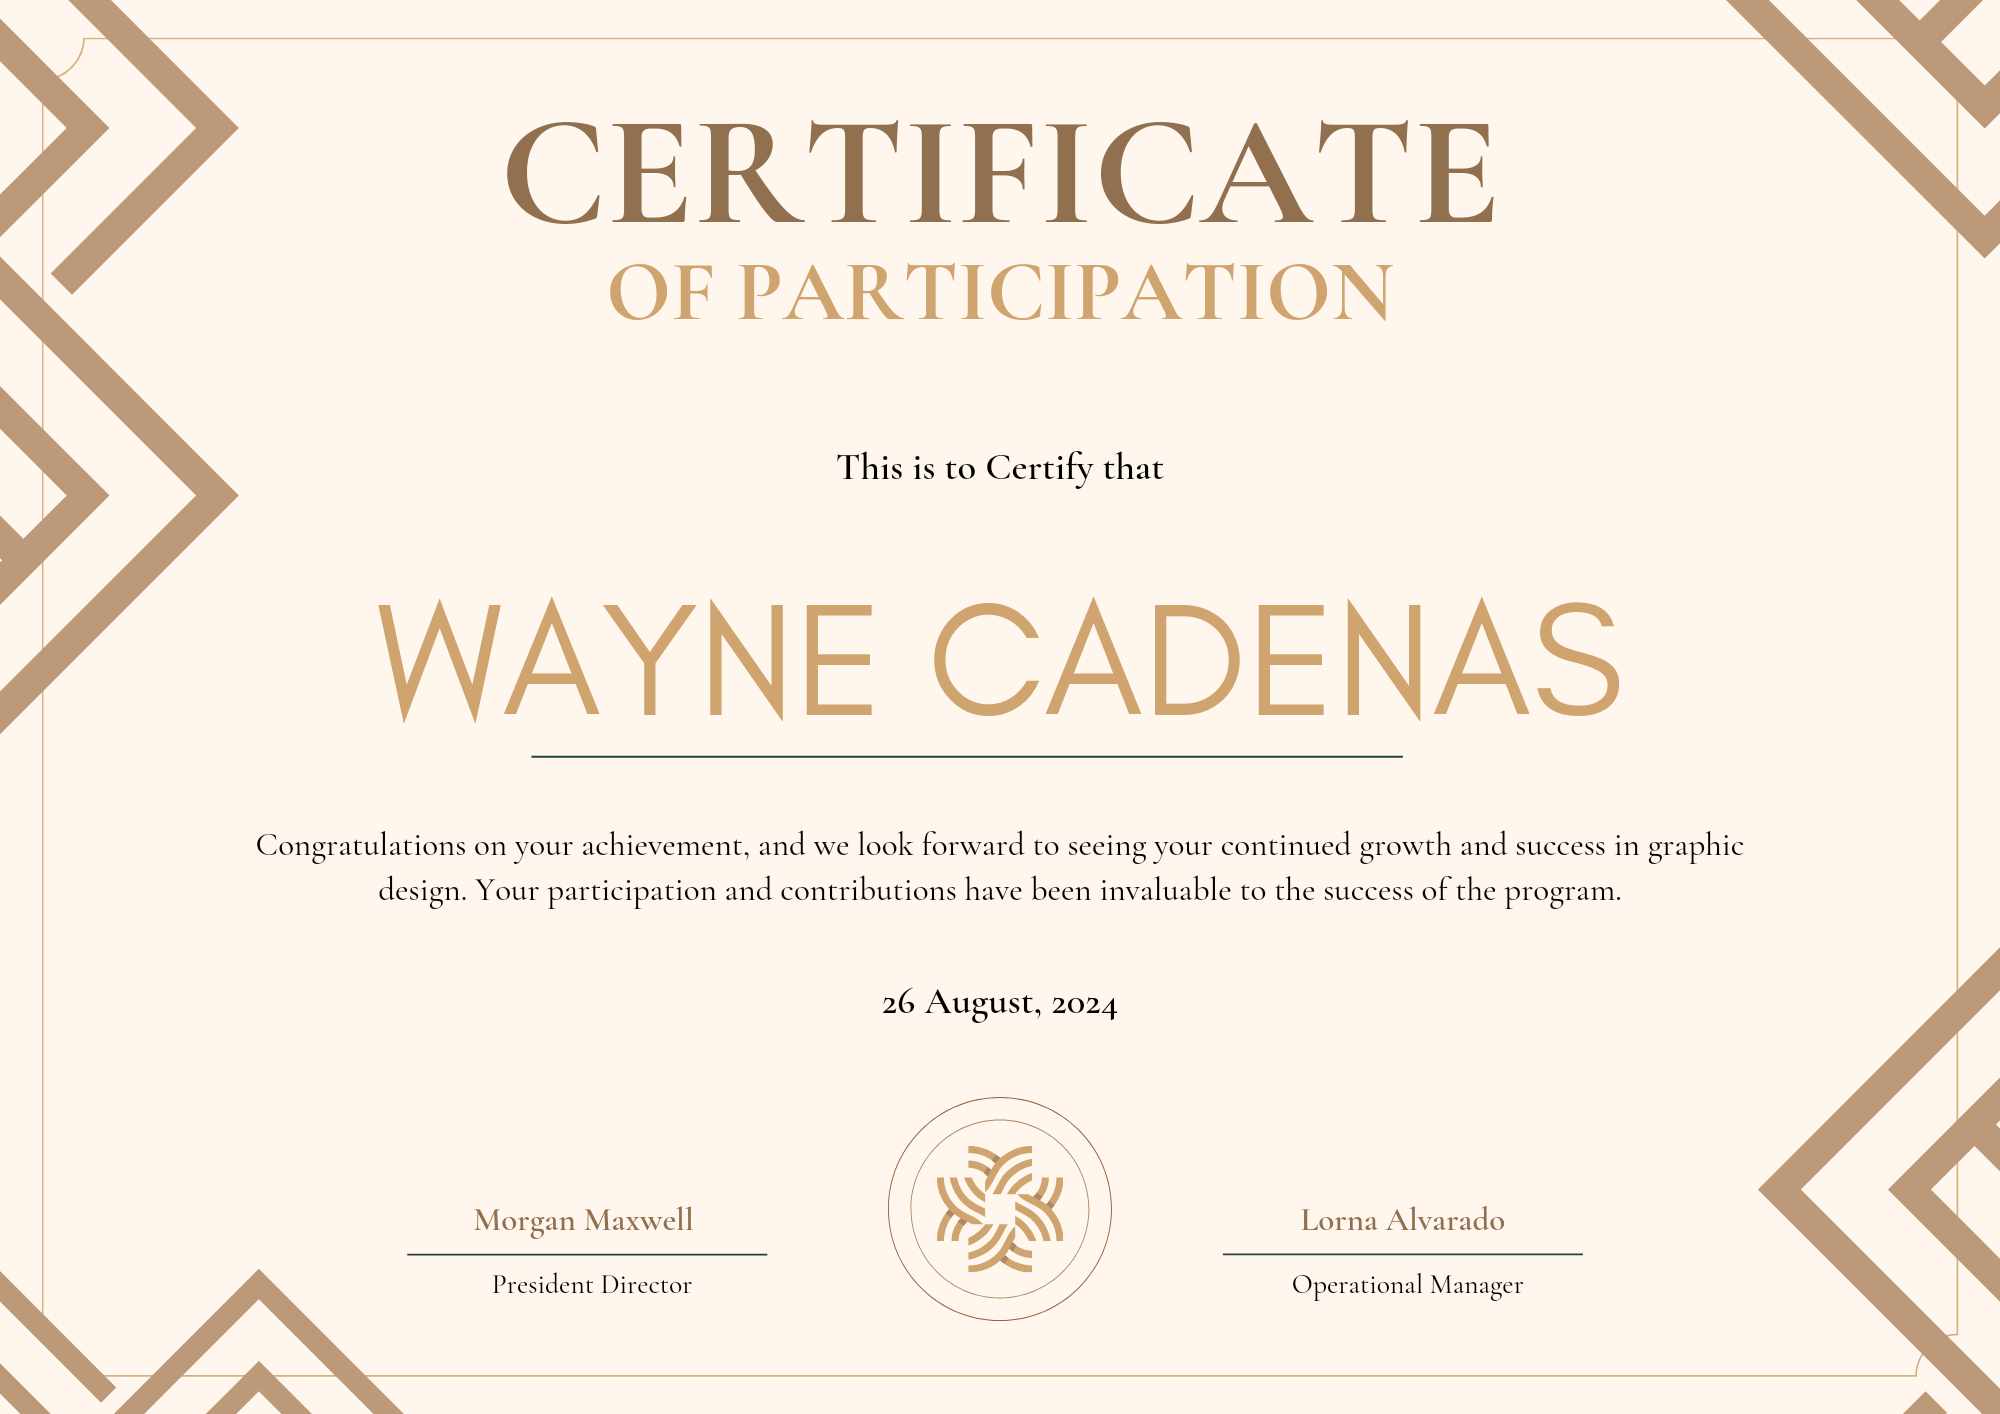 CERTIFICATE
OF PARTICIPATION
This is to Certify that
WAYNE CADENAS
Congratulations on your achievement, and we look forward to seeing your continued growth and success in graphic
design. Your participation and contributions have been invaluable to the success of the program.
26 August, 2024
Morgan Maxwell
President Director
Lorna Alvarado
Operational Manager